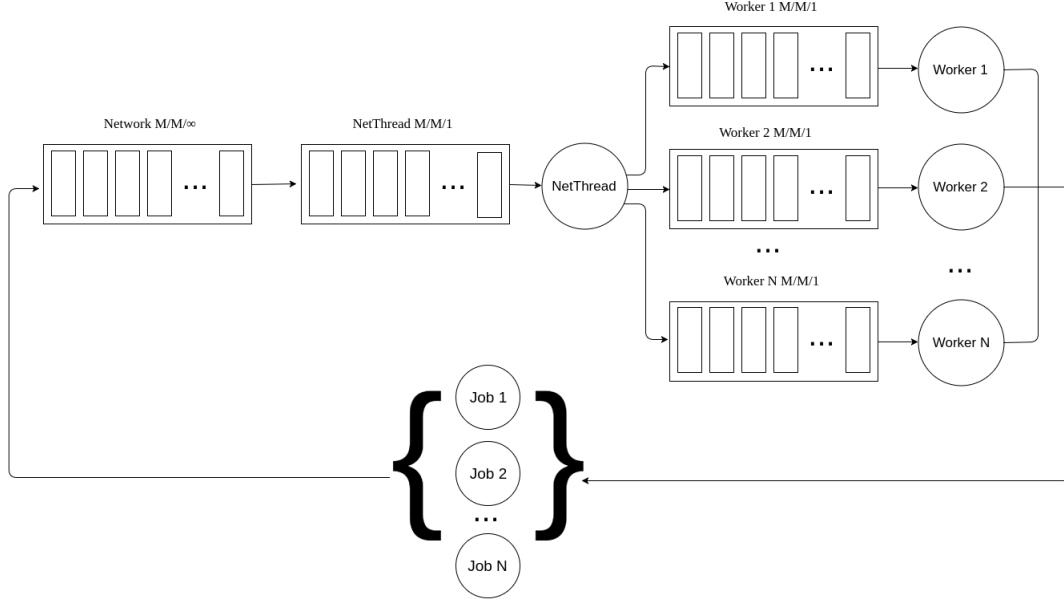 Worker 1 M/M/1
Worker 1
Network M/M/∞
NetThread M/M/1
NetThread
Worker 2 M/M/1
Worker 2
...
...
Worker N M/M/1
Worker N
Job 1
Job 2
...
Job N